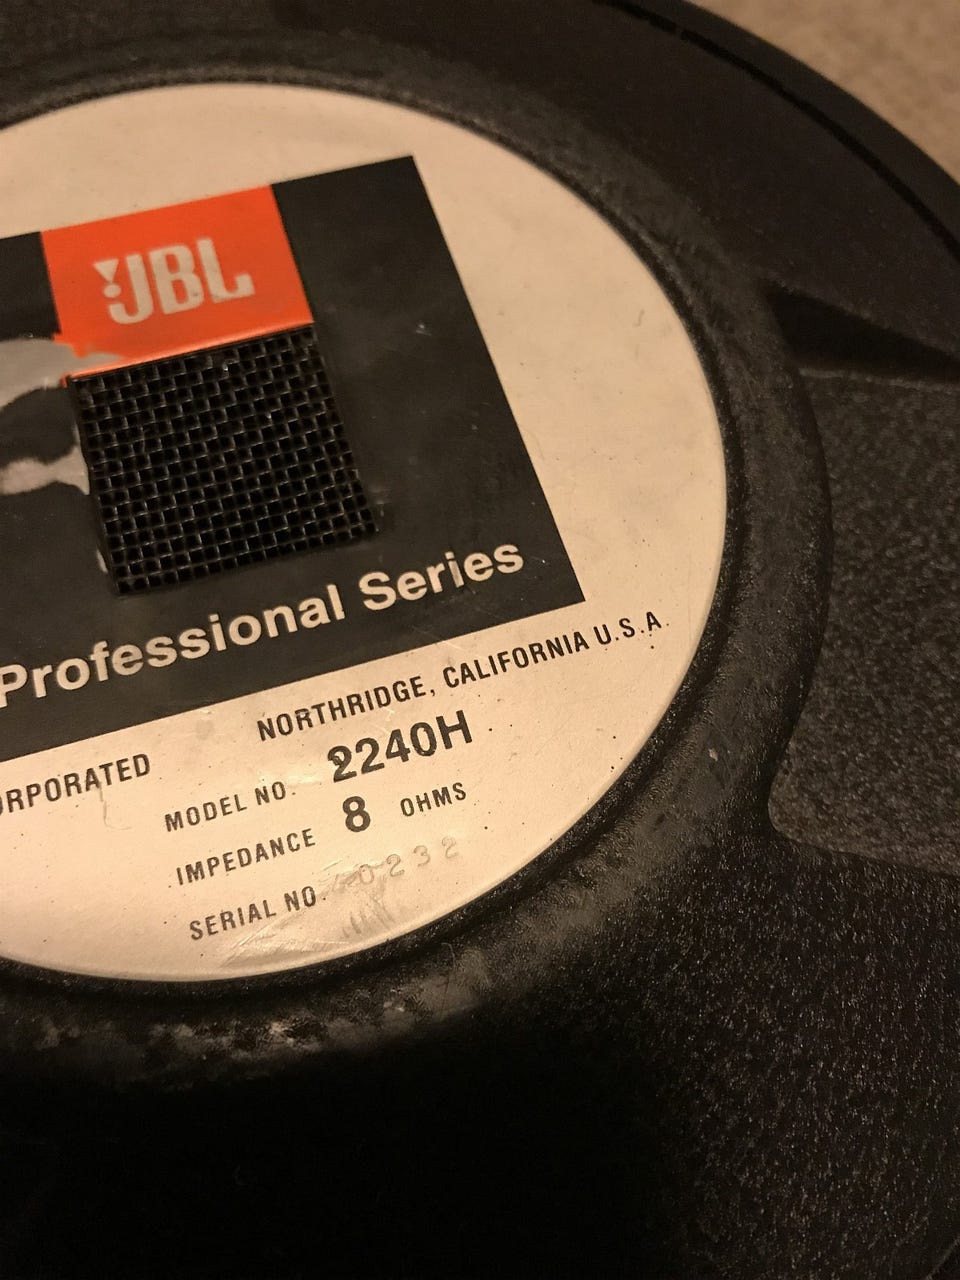 JBL
Professional Series
ORPORATED NORTHRIDGE, CALIFORNIA U.S.A.
MODEL NO. 2240H
IMPEDANCE 8 OHMS
SERIAL NO.